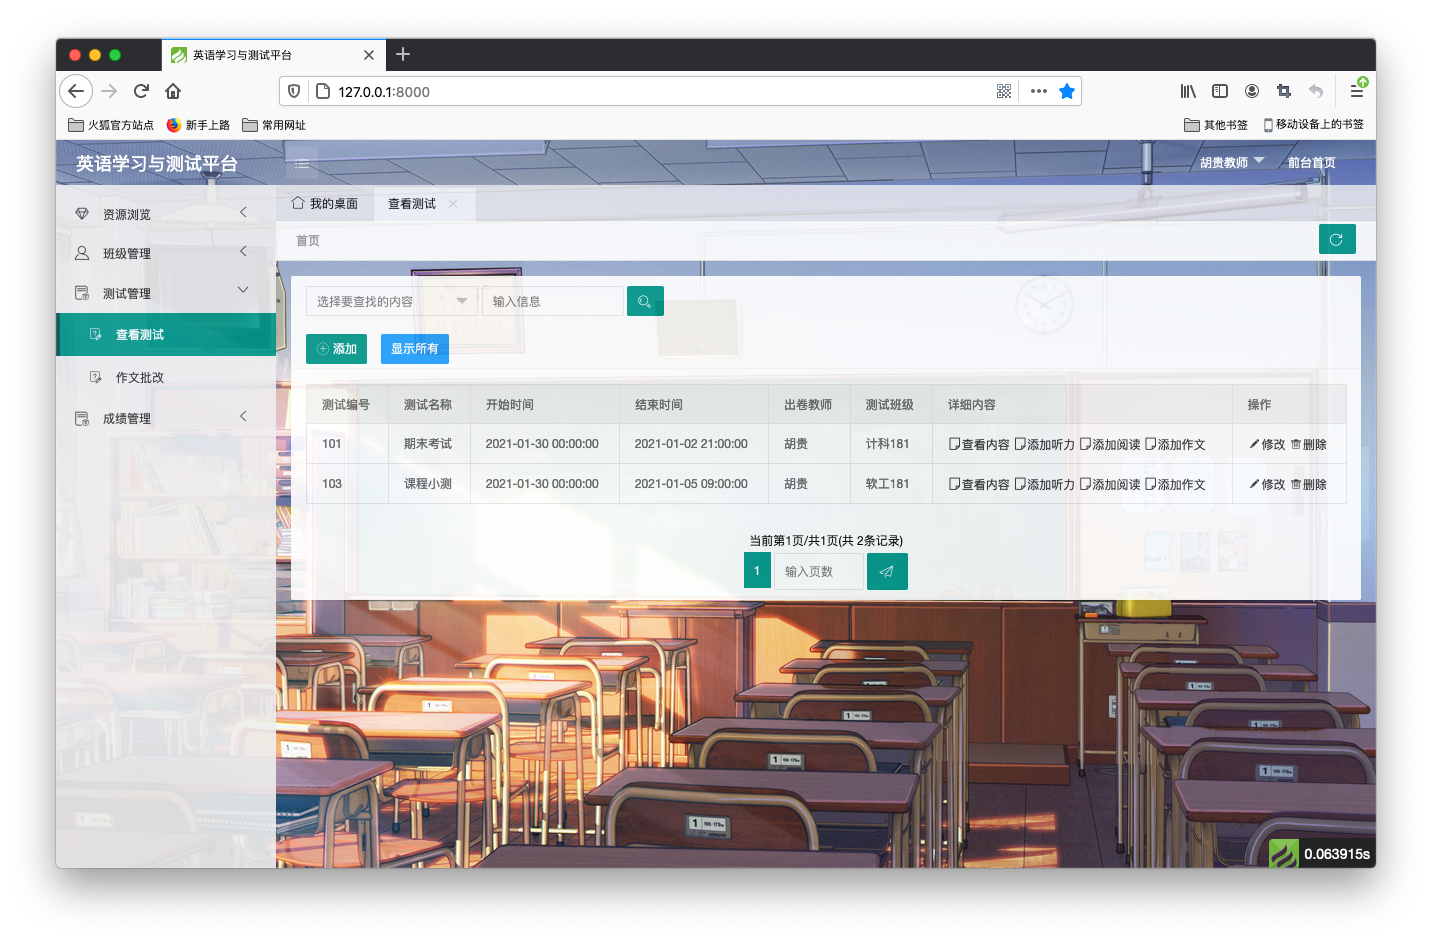 英语学习与测试平台
127.0.0.1:8000
火狐官方站点 新手上路 常用网址 其他书签 移动设备上的书签
英语学习与测试平台 胡贵教师 前台首页
我的桌面 查看测试
首页
资源浏览
班级管理
测试管理
查看测试
作文批改
成绩管理
选择要查找的内容 输入信息
添加 显示所有
测试编号 测试名称 开始时间 结束时间 出卷教师 测试班级 详细内容 操作
101 期末考试 2021-01-30 00:00:00 2021-01-02 21:00:00 胡贵 计科181 查看内容 添加听力 添加阅读 添加作文 修改 删除
103 课程小测 2021-01-30 00:00:00 2021-01-05 09:00:00 胡贵 软工181 查看内容 添加听力 添加阅读 添加作文 修改 删除
当前第1页/共1页(共 2条记录)
1 输入页数
0.063915s